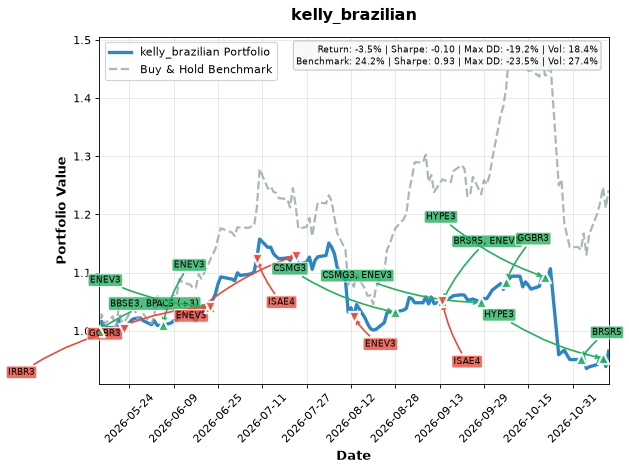 kelly_brazilian
kelly_brazilian Portfolio
Buy & Hold Benchmark
Return: -3.5% | Sharpe: -0.10 | Max DD: -19.2% | Vol: 18.4%
Benchmark: 24.2% | Sharpe: 0.93 | Max DD: -23.5% | Vol: 27.4%
Portfolio Value
1.5
1.4
1.3
1.2
1.1
HYPE3
BRSR5, ENEV3
GGBR3
ENEV3
CSMG3
CSMG3, ENEV3
ENEV3
BBSE3, BPAC5 (+3)
ISAE4
ENEV3
HYPE3
GGBR3
BRSR5
ENEV3
ISAE4
IRBR3
2026-05-24
2026-06-09
2026-06-25
2026-07-11
2026-07-27
2026-08-12
2026-08-28
2026-09-13
2026-09-29
2026-10-15
2026-10-31
Date